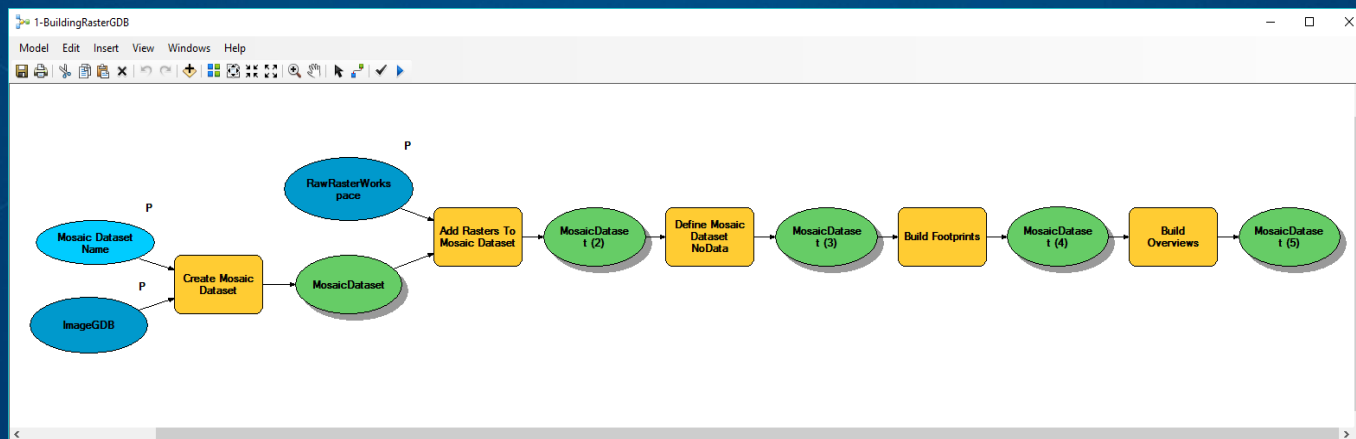 1-BuildingRasterGDB
Model Edit Insert View Windows Help
P
RawRasterWorks
pace
P
Mosaic Dataset
Name
P
ImageGDB
Create Mosaic
Dataset
MosaicDataset
Add Rasters To
Mosaic Dataset
MosaicDatase
t (2)
Define Mosaic
Dataset
NoData
MosaicDatase
t (3)
Build Footprints
MosaicDatase
t (4)
Build
Overviews
MosaicDatase
t (5)